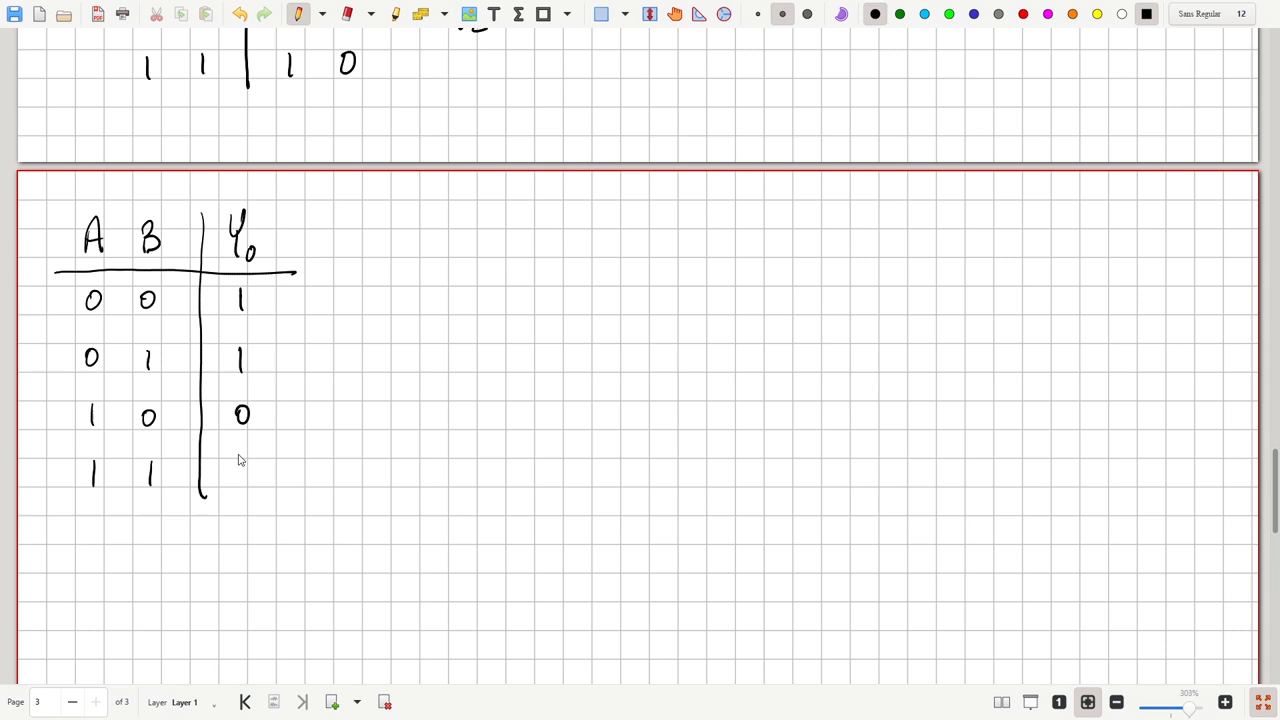 Sans Regular 12
1 1 1 0
A B Y0
0 0 1
0 1 1
1 0 0
1 1
Page 3 of 3 Layer Layer 1 303%